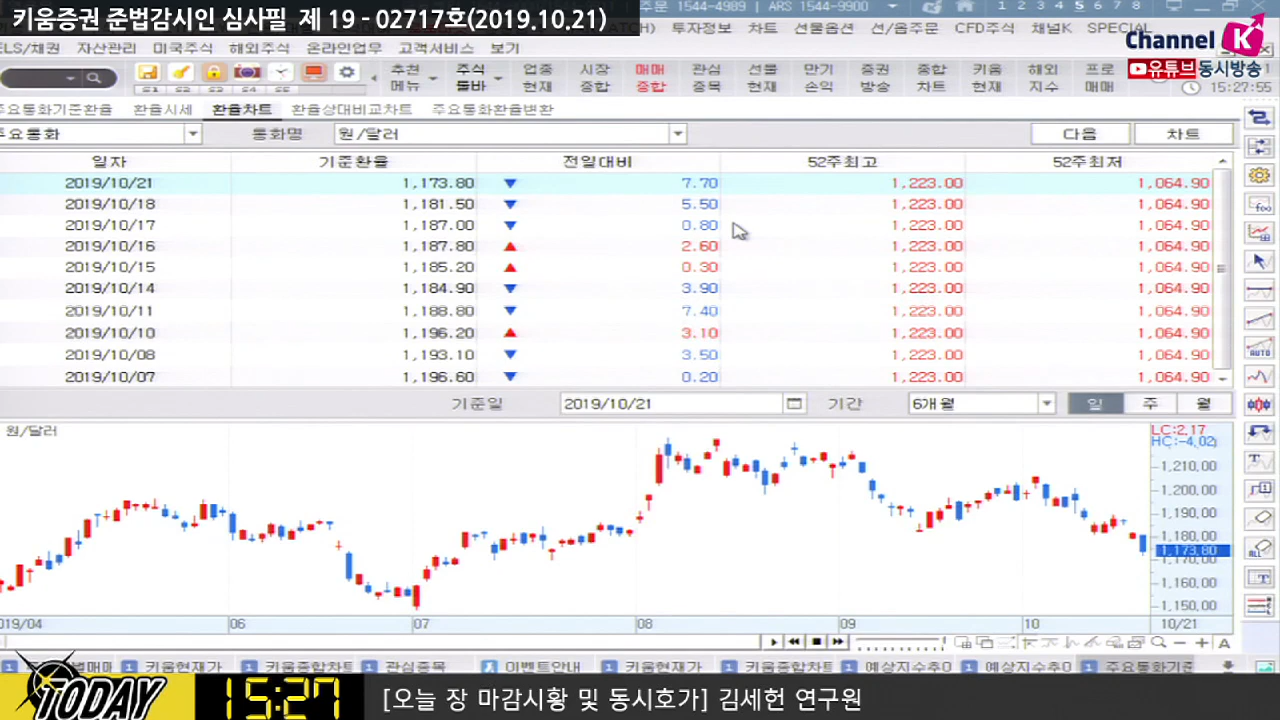 키움증권 준법감시인 심사필 제 19 - 02717호(2019.10.21)
주문 1544-4989 ARS 1544-9900
1 2 3 4 5 6 7 8
투자정보 차트 선물옵션 선/옵주문 CFD주식 채널K SPECIAL
Channel K
ELS/채권 자산관리 미국주식 해외주식 온라인업무 고객서비스 보기
유튜브동시방송
추천메뉴 주식툴바 업종현재 시장종합 매매종합 관심종목 선물현재 만기손익 증권방송 종합차트 키움현재 해외지수 프로매매
15:27:55
주요통화기준환율 환율시세 환율차트 환율상대비교차트 주요통화환율변환
주요통화 통화명 원/달러 다음 차트
일자 기준환율 전일대비 52주최고 52주최저
2019/10/21 1,173.80 ▼ 7.70 1,223.00 1,064.90
2019/10/18 1,181.50 ▼ 5.50 1,223.00 1,064.90
2019/10/17 1,187.00 ▼ 0.80 1,223.00 1,064.90
2019/10/16 1,187.80 ▲ 2.60 1,223.00 1,064.90
2019/10/15 1,185.20 ▲ 0.30 1,223.00 1,064.90
2019/10/14 1,184.90 ▼ 3.90 1,223.00 1,064.90
2019/10/11 1,188.80 ▼ 7.40 1,223.00 1,064.90
2019/10/10 1,196.20 ▲ 3.10 1,223.00 1,064.90
2019/10/08 1,193.10 ▼ 3.50 1,223.00 1,064.90
2019/10/07 1,196.60 ▼ 0.20 1,223.00 1,064.90
기준일 2019/10/21 기간 6개월 일 주 월
원/달러
LC:2.17
HC:-4.02
1,210.00
1,200.00
1,190.00
1,180.00
1,173.80
1,170.00
1,160.00
1,150.00
2019/04 06 07 08 09 10 10/21
키움현재가 키움종합차트 관심종목 이벤트안내 키움현재가 키움종합차트 예상지수추이 예상지수추이 주요통화기준
TODAY
15:27
[오늘 장 마감시황 및 동시호가] 김세헌 연구원